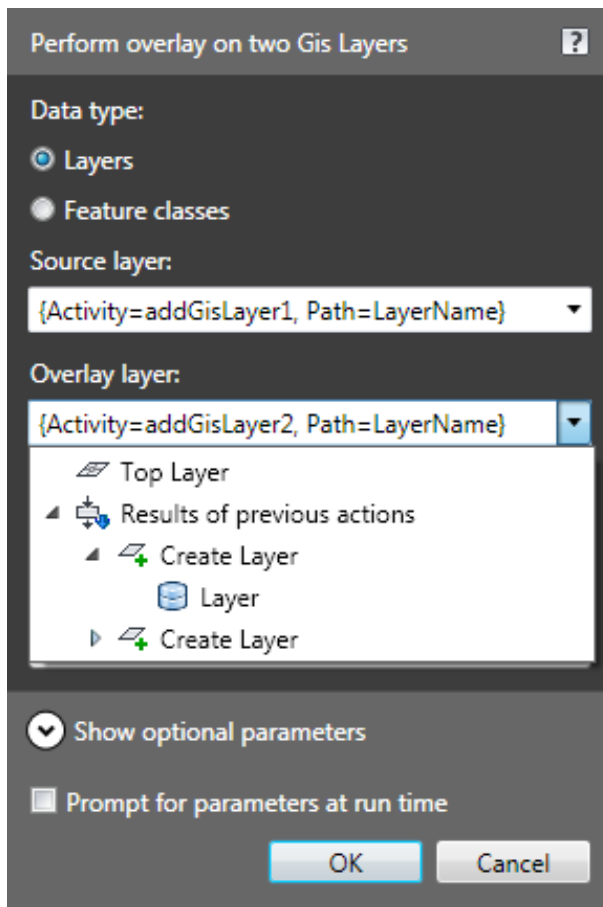 Perform overlay on two Gis Layers ?
Data type:
Layers
Feature classes
Source layer:
{Activity=addGisLayer1, Path=LayerName}
Overlay layer:
{Activity=addGisLayer2, Path=LayerName}
Top Layer
Results of previous actions
Create Layer
Layer
Create Layer
Show optional parameters
Prompt for parameters at run time
OK Cancel